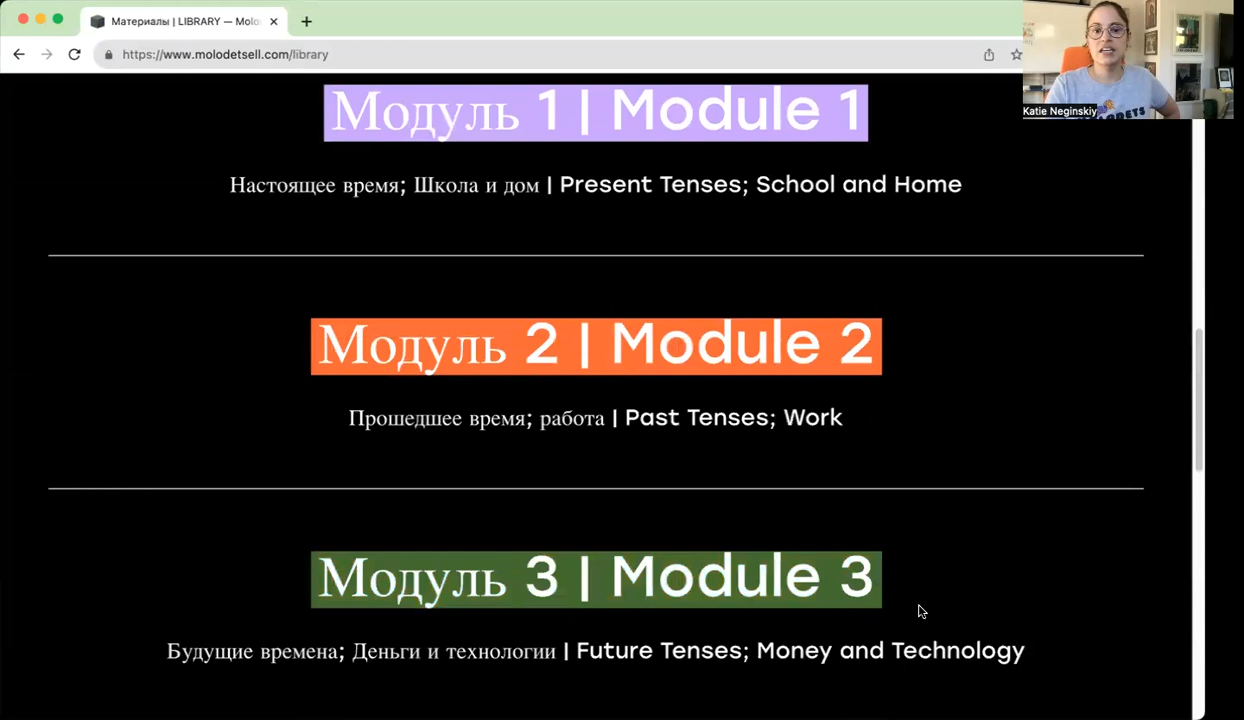 Материалы | LIBRARY — Molo
https://www.molodetsell.com/library
Katie Neginskiy
Модуль 1 | Module 1
Настоящее время; Школа и дом | Present Tenses; School and Home
Модуль 2 | Module 2
Прошедшее время; работа | Past Tenses; Work
Модуль 3 | Module 3
Будущие времена; Деньги и технологии | Future Tenses; Money and Technology